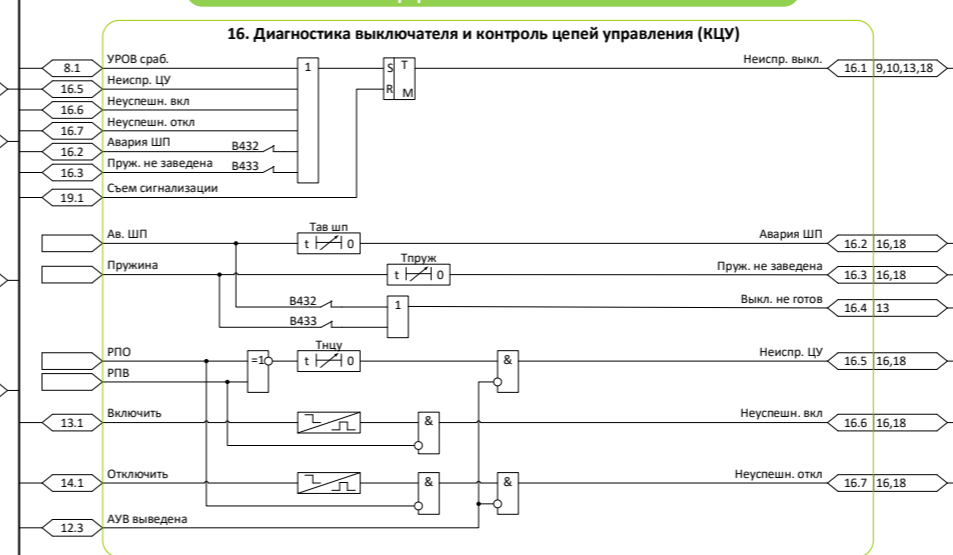 16. Диагностика выключателя и контроль цепей управления (КЦУ)
8.1 УРОВ сраб. 1 S T Неиспр. выкл. 16.1 9,10,13,18
16.5 Неиспр. ЦУ R M
16.6 Неуспешн. вкл
16.7 Неуспешн. откл
16.2 Авария ШП B432
16.3 Пруж. не заведена B433
19.1 Съем сигнализации
Ав. ШП Тав шп t 0 Авария ШП 16.2 16,18
Пружина Тпруж t 0 Пруж. не заведена 16.3 16,18
B432 1 Выкл. не готов 16.4 13
B433
РПО =1 Тнцу t 0 & Неиспр. ЦУ 16.5 16,18
РПВ
13.1 Включить & Неуспешн. вкл 16.6 16,18
14.1 Отключить & & Неуспешн. откл 16.7 16,18
12.3 АУВ выведена